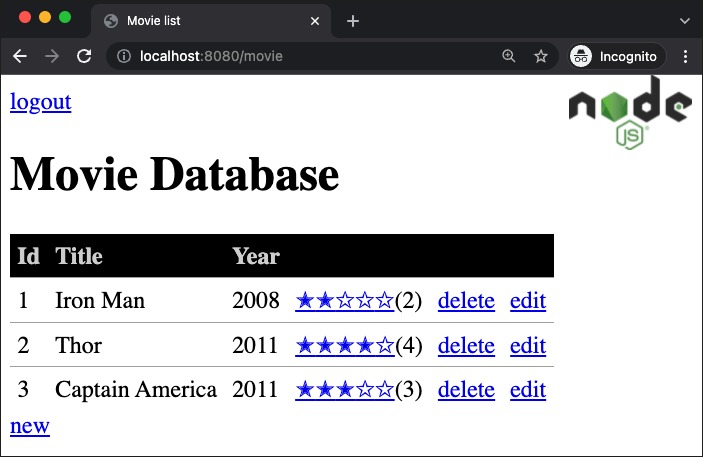 Movie list
localhost:8080/movie
Incognito
logout
node
JS
Movie Database
Id Title Year
1 Iron Man 2008 ★★☆☆☆(2) delete edit
2 Thor 2011 ★★★★☆(4) delete edit
3 Captain America 2011 ★★★☆☆(3) delete edit
new